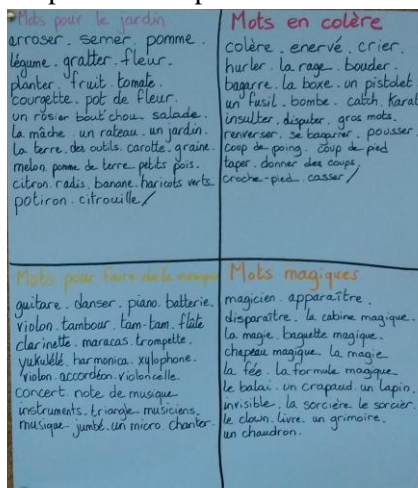 Mots pour le jardin
arroser. semer. pomme.
légume. gratter. fleur.
planter. fruit. tomate.
courgette. pot de fleur.
un rosier bout'chou salade.
la mâche. un rateau. un jardin.
la terre. des outils. carotte. graine.
melon. pomme de terre petits pois.
citron. radis. banane. haricots verts
potiron. citrouille/
Mots en colère
colère. enervé. crier.
hurler. la rage. bouder.
bagarre. la boxe. un pistolet
un fusil. bombe. catch. Karat
insulter. disputer. gros mots.
renverser. se bagarrer. pousser
coup de poing. coup de pied
taper. donner des coups.
croche-pied. casser/
Mots pour faire de la musique
guitare. danser. piano. batterie.
violon. tambour. tam-tam. flûte
clarinette. maracas. trompette.
yukulélé. harmonica. xylophone.
violon. accordéon. violoncelle.
concert. note de musique
instruments. triangle musiciens.
musique. jumbé. un micro. chanter.
Mots magiques
magicien. apparaître.
disparaître. la cabine magique.
la magie. baguette magique.
chapeau magique. la magie
la fée. la formule magique
le balai. un crapaud. un lapin.
invisible. la sorcière. le sorcier.
le clown. livre. un grimoire.
un chaudron.